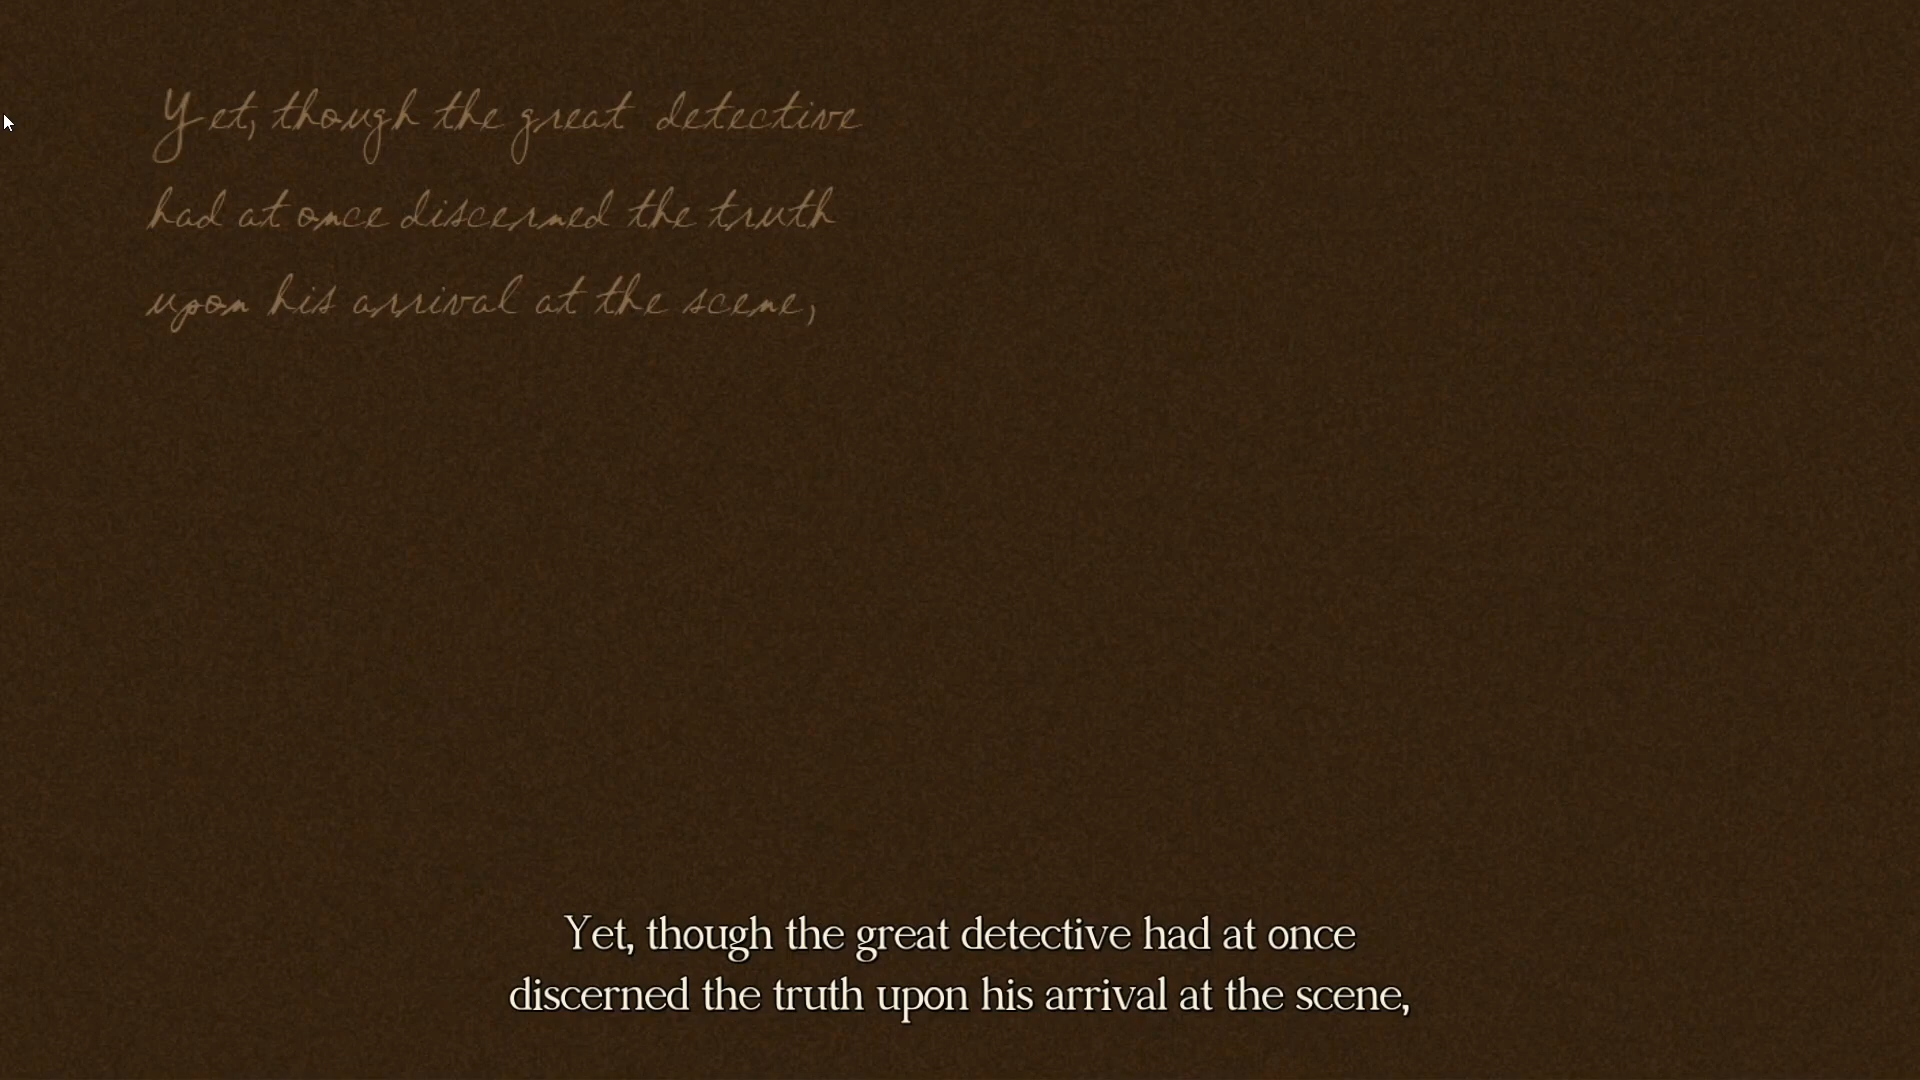 Yet, though the great detective
had at once discerned the truth
upon his arrival at the scene,
Yet, though the great detective had at once
discerned the truth upon his arrival at the scene,